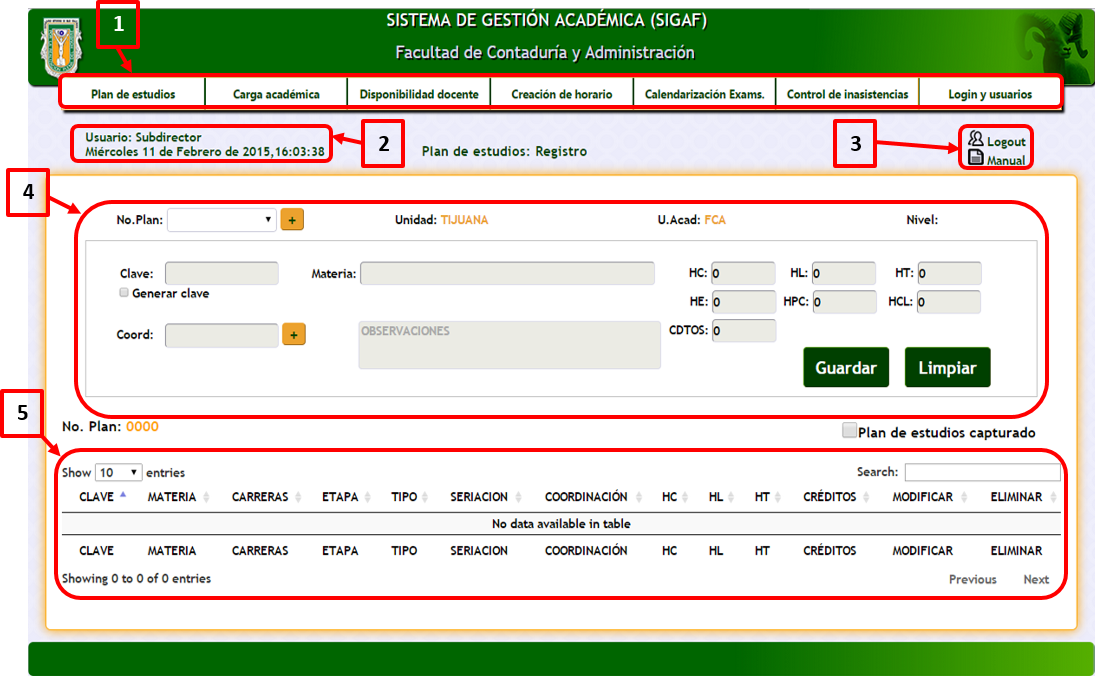 1
SISTEMA DE GESTIÓN ACADÉMICA (SIGAF)
Facultad de Contaduría y Administración
Plan de estudios Carga académica Disponibilidad docente Creación de horario Calendarización Exams. Control de inasistencias Login y usuarios
Usuario: Subdirector
Miércoles 11 de Febrero de 2015,16:03:38
2
Plan de estudios: Registro
3
Logout
Manual
4
No.Plan: + Unidad: TIJUANA U.Acad: FCA Nivel:
Clave: Materia: HC: 0 HL: 0 HT: 0
Generar clave HE: 0 HPC: 0 HCL: 0
Coord: + OBSERVACIONES CDTOS: 0
Guardar Limpiar
5
No. Plan: 0000 Plan de estudios capturado
Show 10 entries Search:
CLAVE MATERIA CARRERAS ETAPA TIPO SERIACION COORDINACIÓN HC HL HT CRÉDITOS MODIFICAR ELIMINAR
No data available in table
CLAVE MATERIA CARRERAS ETAPA TIPO SERIACION COORDINACIÓN HC HL HT CRÉDITOS MODIFICAR ELIMINAR
Showing 0 to 0 of 0 entries Previous Next